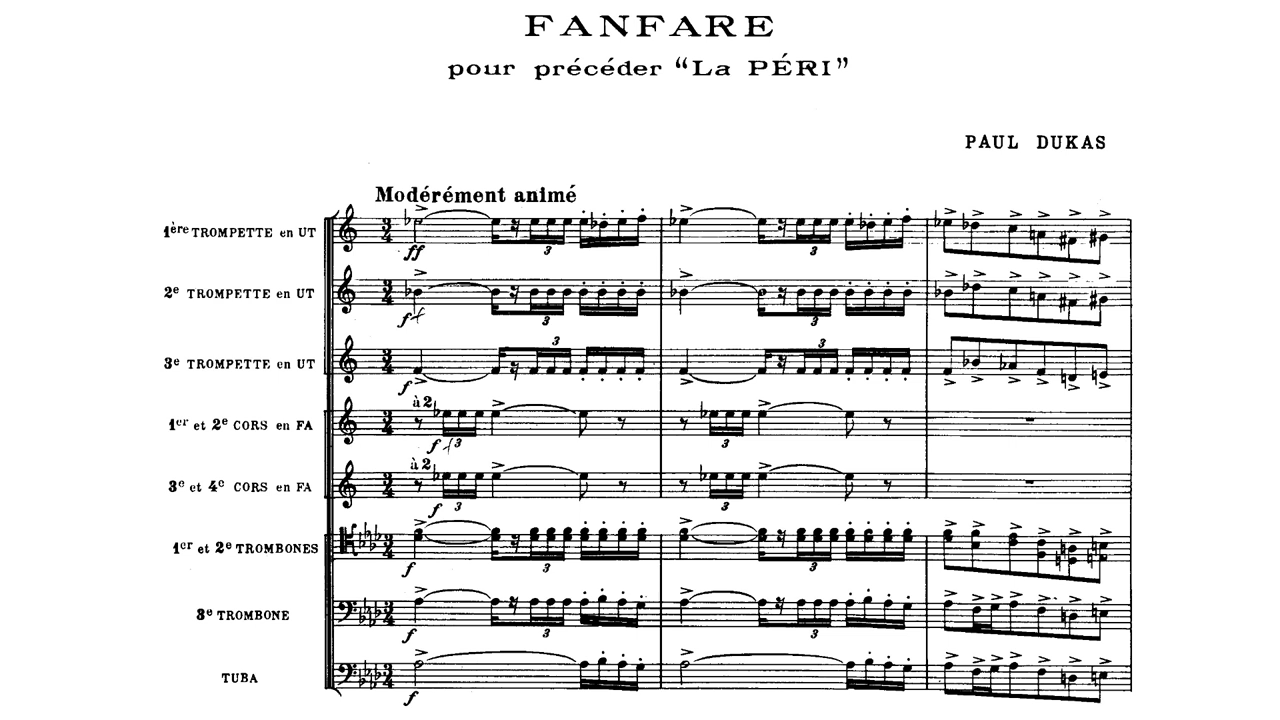 FANFARE
pour précéder “La PÉRI”
PAUL DUKAS
Modérément animé
1ère TROMPETTE en UT
ff
3
3
2e TROMPETTE en UT
f
3
3
3e TROMPETTE en UT
3
3
f
à 2
1er et 2e CORS en FA
f
3
3
à 2
3e et 4e CORS en FA
f
3
3
1er et 2e TROMBONES
f
3
3
3e TROMBONE
f
3
3
TUBA
f